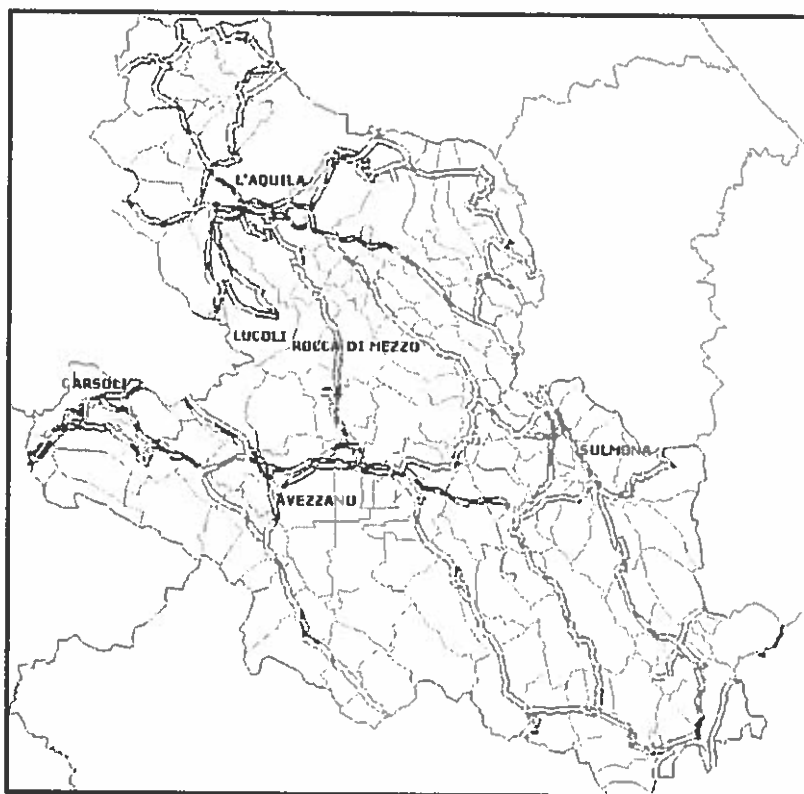 L'AQUILA
LUCOLI
ROCCA DI MEZZO
CARSOLI
SULMONA
AVEZZANO